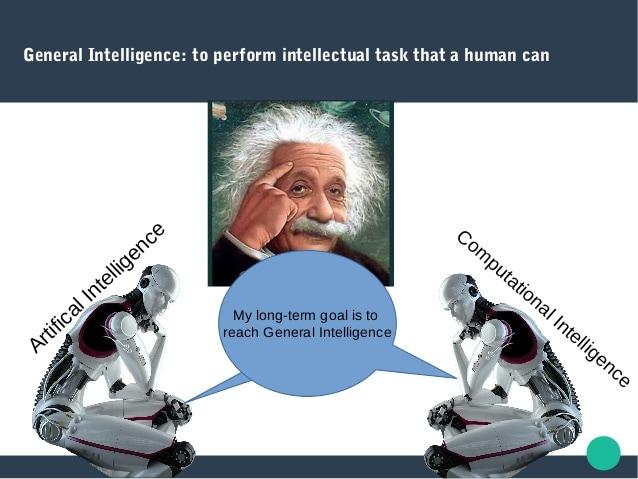 General Intelligence: to perform intellectual task that a human can
Artifical Intelligence
Computational Intelligence
My long-term goal is to
reach General Intelligence